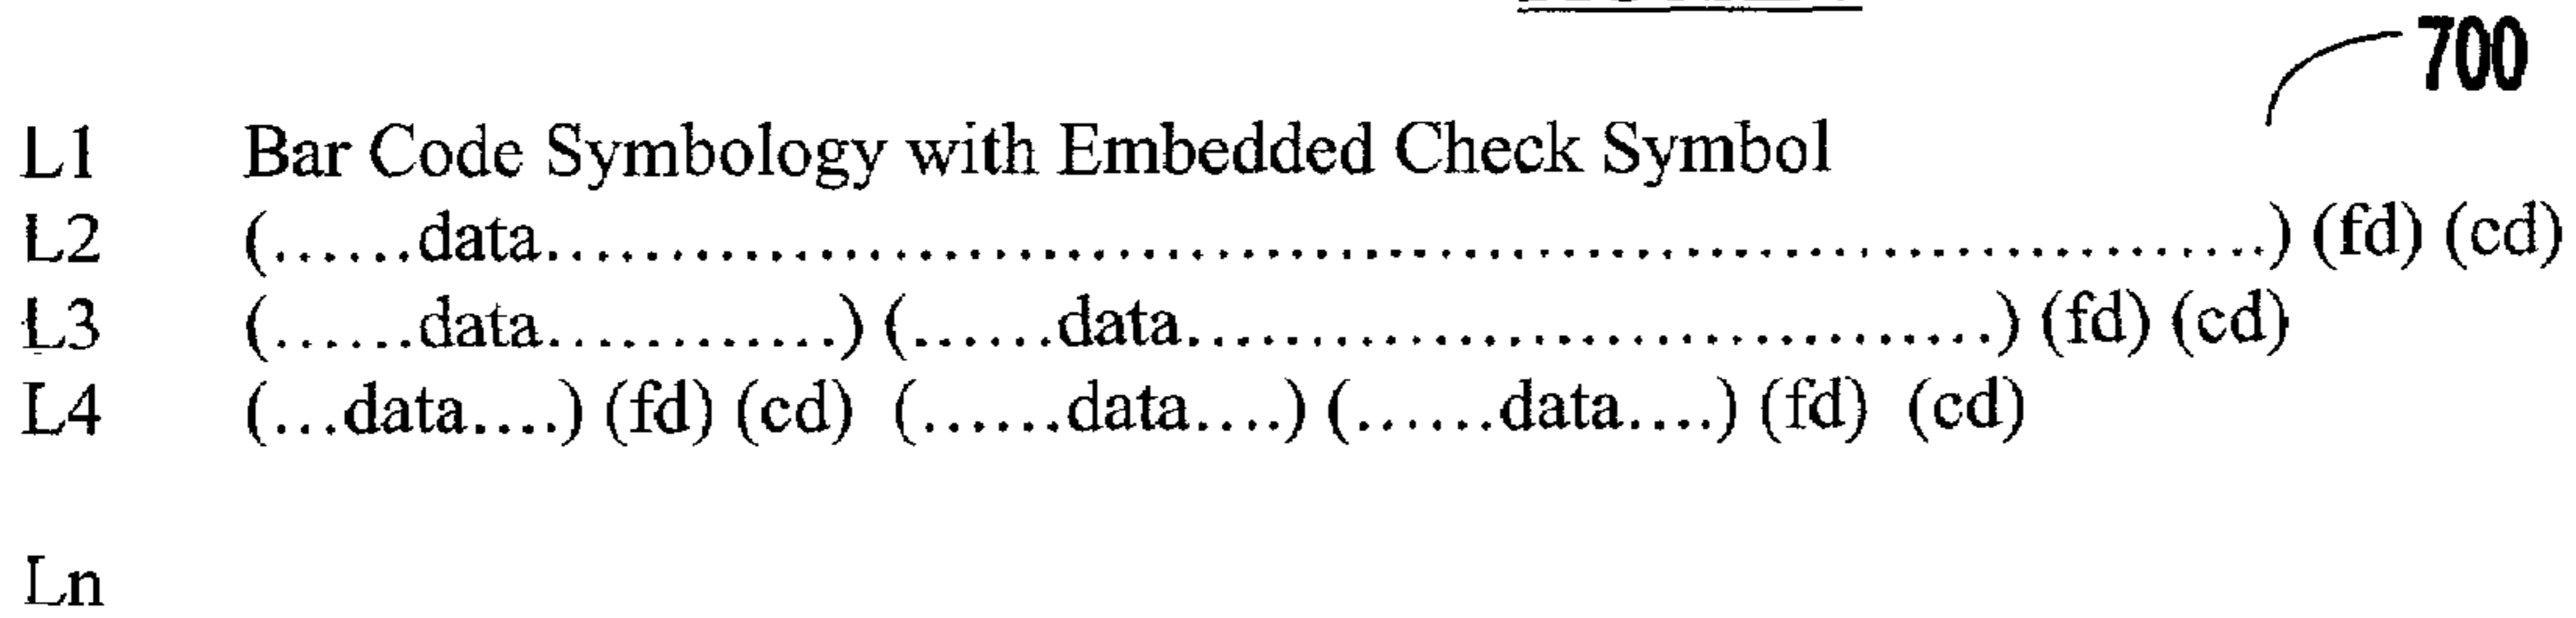 700
L1 Bar Code Symbology with Embedded Check Symbol
L2 (......data.....................................................................) (fd) (cd)
L3 (......data............) (......data.................................) (fd) (cd)
L4 (...data....) (fd) (cd) (......data....) (......data....) (fd) (cd)
Ln